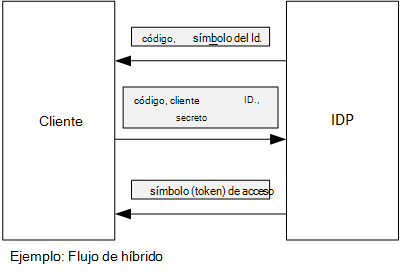 código, símbolo del Id.
código, cliente ID.,
secreto
Cliente
IDP
símbolo (token) de acceso
Ejemplo: Flujo de híbrido